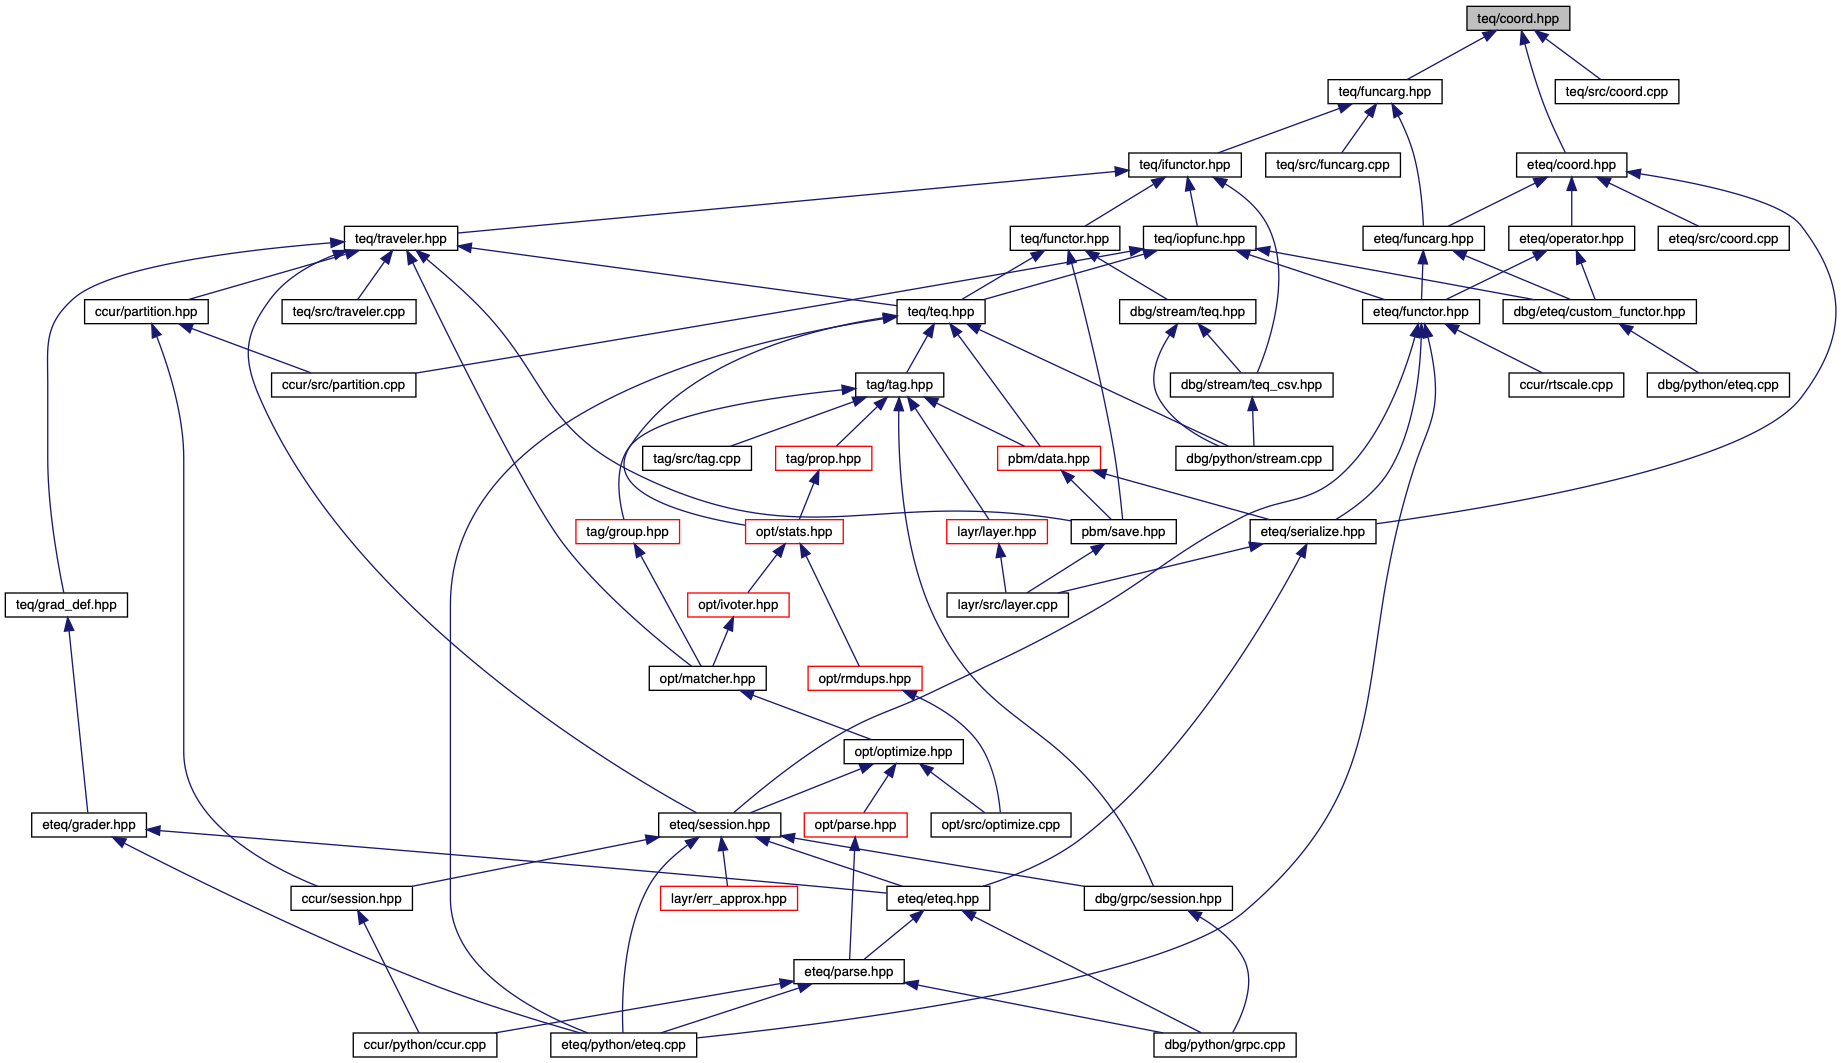 teq/coord.hpp
teq/funcarg.hpp
teq/src/coord.cpp
teq/ifunctor.hpp
teq/src/funcarg.cpp
eteq/coord.hpp
teq/traveler.hpp
teq/functor.hpp
teq/iopfunc.hpp
eteq/funcarg.hpp
eteq/operator.hpp
eteq/src/coord.cpp
ccur/partition.hpp
teq/src/traveler.cpp
teq/teq.hpp
dbg/stream/teq.hpp
eteq/functor.hpp
dbg/eteq/custom_functor.hpp
ccur/src/partition.cpp
tag/tag.hpp
dbg/stream/teq_csv.hpp
ccur/rtscale.cpp
dbg/python/eteq.cpp
tag/src/tag.cpp
tag/prop.hpp
pbm/data.hpp
dbg/python/stream.cpp
tag/group.hpp
opt/stats.hpp
layr/layer.hpp
pbm/save.hpp
eteq/serialize.hpp
teq/grad_def.hpp
opt/ivoter.hpp
layr/src/layer.cpp
opt/matcher.hpp
opt/rmdups.hpp
opt/optimize.hpp
eteq/grader.hpp
eteq/session.hpp
opt/parse.hpp
opt/src/optimize.cpp
ccur/session.hpp
layr/err_approx.hpp
eteq/eteq.hpp
dbg/grpc/session.hpp
eteq/parse.hpp
ccur/python/ccur.cpp
eteq/python/eteq.cpp
dbg/python/grpc.cpp